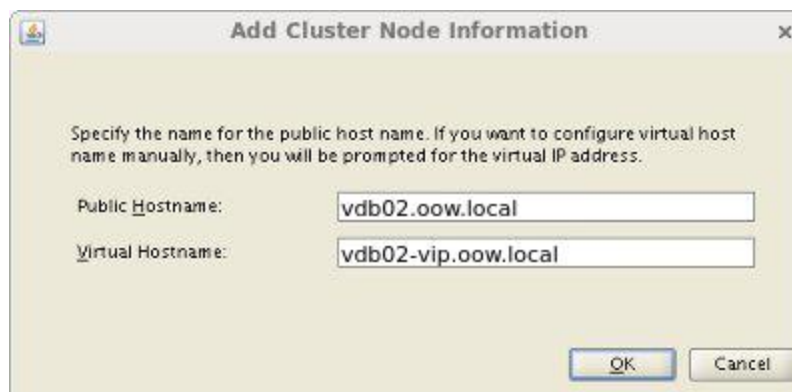 Add Cluster Node Information
Specify the name for the public host name. If you want to configure virtual host
name manually, then you will be prompted for the virtual IP address.
Public Hostname: vdb02.oow.local
Virtual Hostname: vdb02-vip.oow.local
OK Cancel